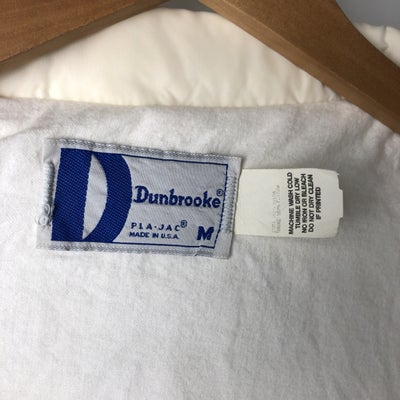 D
Dunbrooke®
PLA-JAC®
MADE IN U.S.A.
M
MACHINE WASH COLD
TUMBLE DRY LOW
NO IRON OR BLEACH
DO NOT DRY CLEAN
IF PRINTED